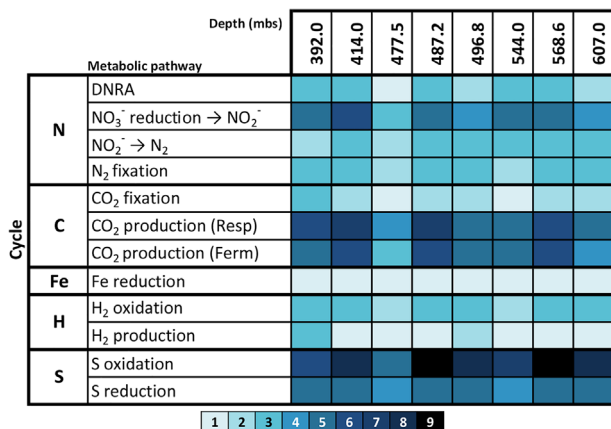 Depth (mbs)
392.0
414.0
477.5
487.2
496.8
544.0
568.6
607.0
Metabolic pathway
Cycle
N
DNRA
NO₃⁻ reduction → NO₂⁻
NO₂⁻ → N₂
N₂ fixation
C
CO₂ fixation
CO₂ production (Resp)
CO₂ production (Ferm)
Fe
Fe reduction
H
H₂ oxidation
H₂ production
S
S oxidation
S reduction
1 2 3 4 5 6 7 8 9